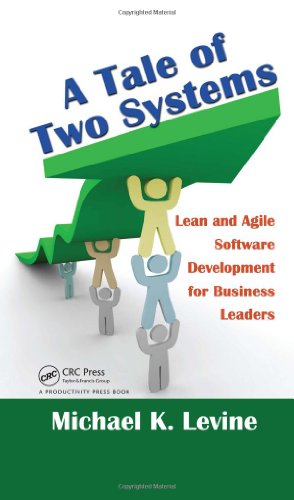 A Tale of
Two Systems
Lean and Agile
Software
Development
for Business
Leaders
CRC
CRC Press
Taylor & Francis Group
A PRODUCTIVITY PRESS BOOK
Michael K. Levine